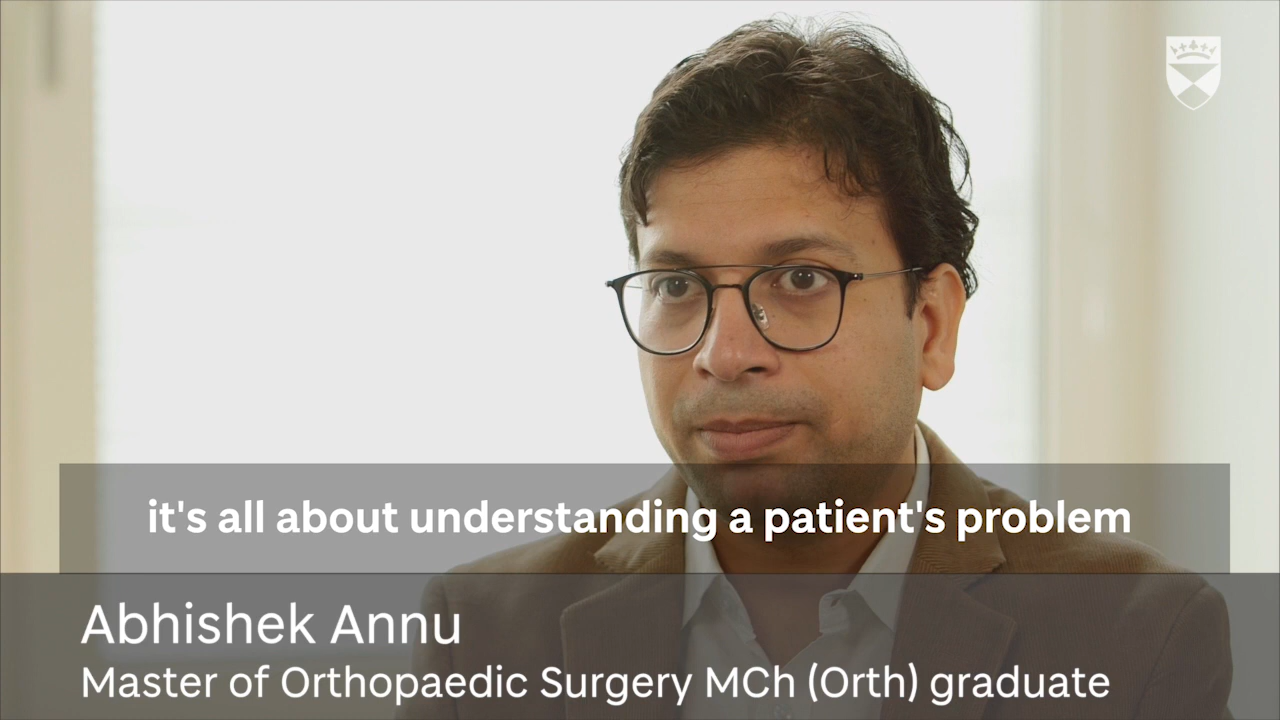 it's all about understanding a patient's problem
Abhishek Annu
Master of Orthopaedic Surgery MCh (Orth) graduate